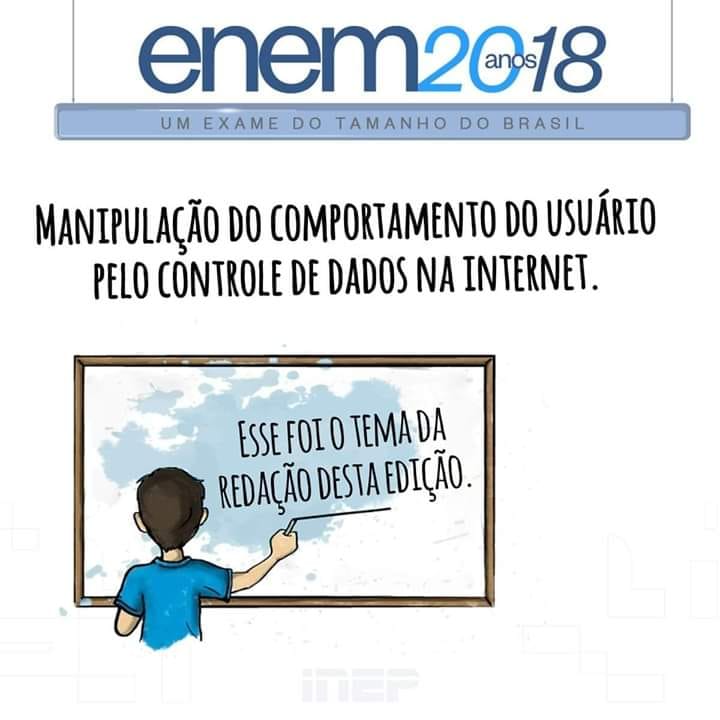 enem20anos18
UM EXAME DO TAMANHO DO BRASIL
MANIPULAÇÃO DO COMPORTAMENTO DO USUÁRIO
PELO CONTROLE DE DADOS NA INTERNET.
ESSE FOI O TEMA DA
REDAÇÃO DESTA EDIÇÃO.
INEP